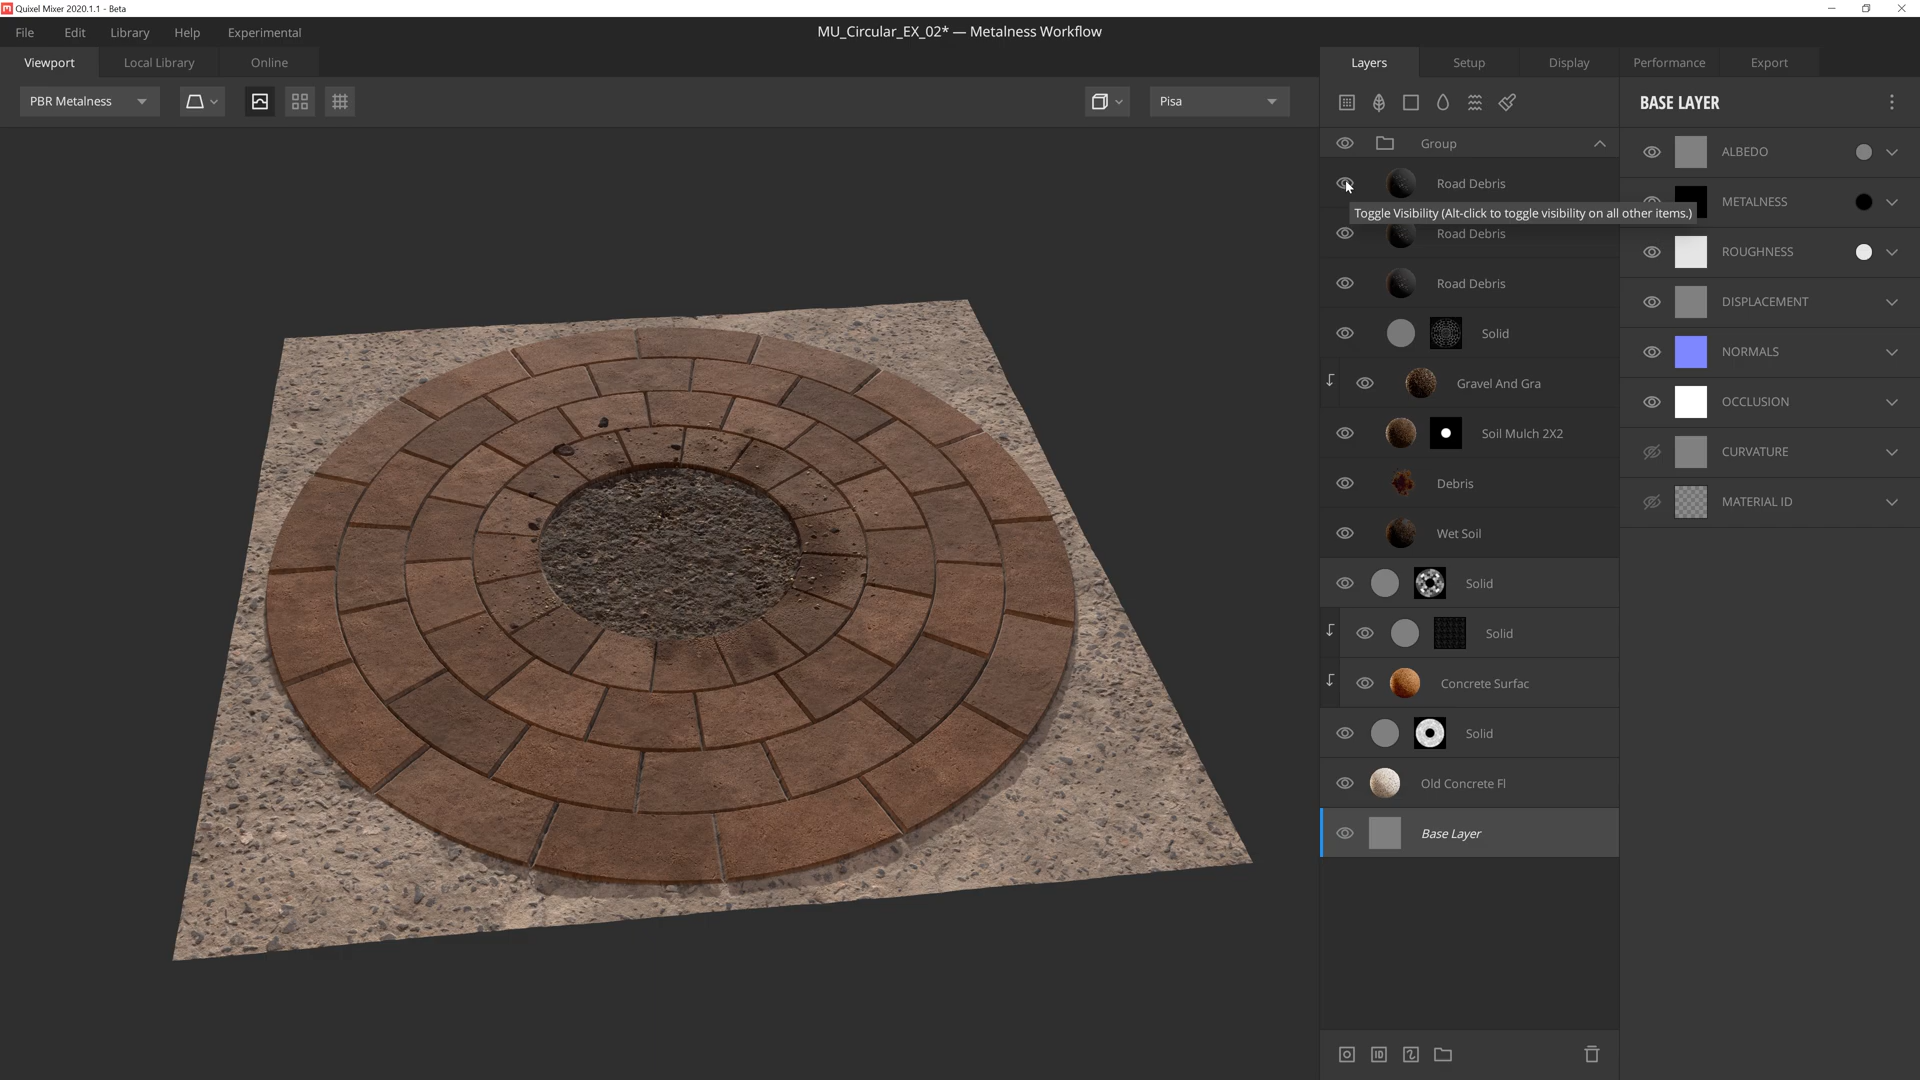 Quixel Mixer 2020.1.1 - Beta
File Edit Library Help Experimental
MU_Circular_EX_02* — Metalness Workflow
Viewport Local Library Online
Layers Setup Display Performance Export
PBR Metalness
Pisa
BASE LAYER
Group
Road Debris
Toggle Visibility (Alt-click to toggle visibility on all other items.)
Road Debris
Road Debris
Solid
Gravel And Gra
Soil Mulch 2X2
Debris
Wet Soil
Solid
Solid
Concrete Surfac
Solid
Old Concrete Fl
Base Layer
ALBEDO
METALNESS
ROUGHNESS
DISPLACEMENT
NORMALS
OCCLUSION
CURVATURE
MATERIAL ID
ID